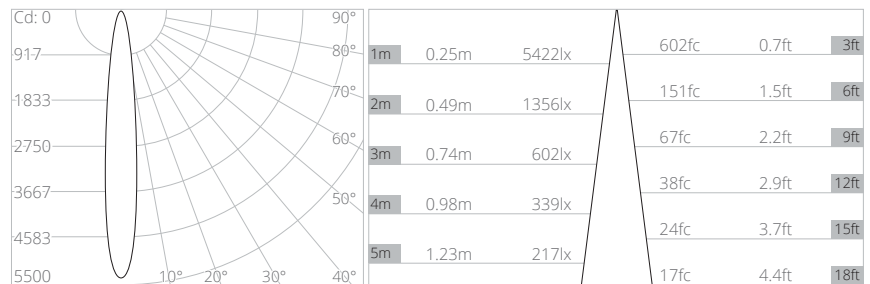 Cd: 0
917
1833
2750
3667
4583
5500
90°
80°
70°
60°
50°
10° 20° 30° 40°
1m 0.25m 5422lx
2m 0.49m 1356lx
3m 0.74m 602lx
4m 0.98m 339lx
5m 1.23m 217lx
602fc 0.7ft 3ft
151fc 1.5ft 6ft
67fc 2.2ft 9ft
38fc 2.9ft 12ft
24fc 3.7ft 15ft
17fc 4.4ft 18ft